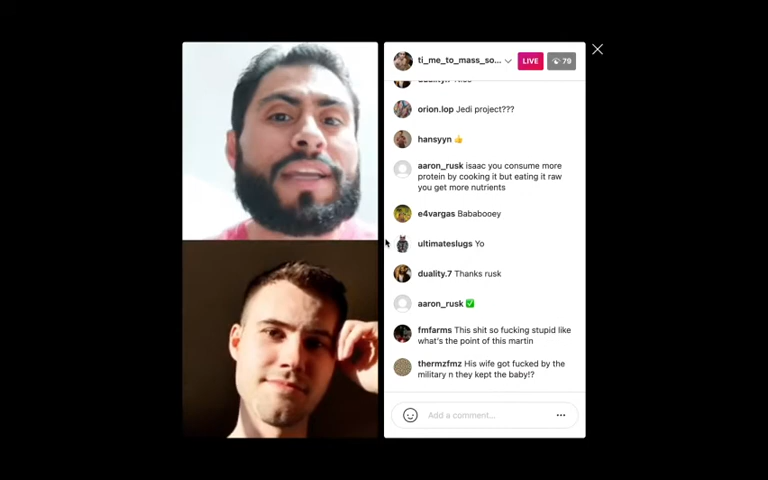 ti_me_to_mass_so...
LIVE
79
orion.lop Jedi project???
hansyyn 👍
aaron_rusk isaac you consume more
protein by cooking it but eating it raw
you get more nutrients
e4vargas Bababooey
ultimateslugs Yo
duality.7 Thanks rusk
aaron_rusk ✅
fmfarms This shit so fucking stupid like
what's the point of this martin
thermzfmz His wife got fucked by the
military n they kept the baby!?
Add a comment...